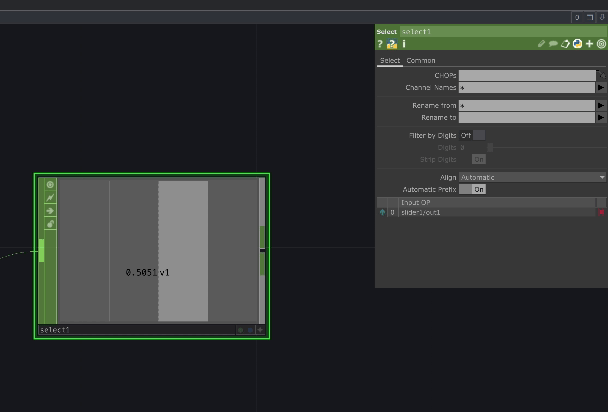 0
Select select1
? i
Select Common
CHOPs
Channel Names *
Rename from *
Rename to
Filter by Digits Off
Digits 0
Strip Digits On
Align Automatic
Automatic Prefix On
Input OP
0 slider1/out1
0.5051 v1
select1